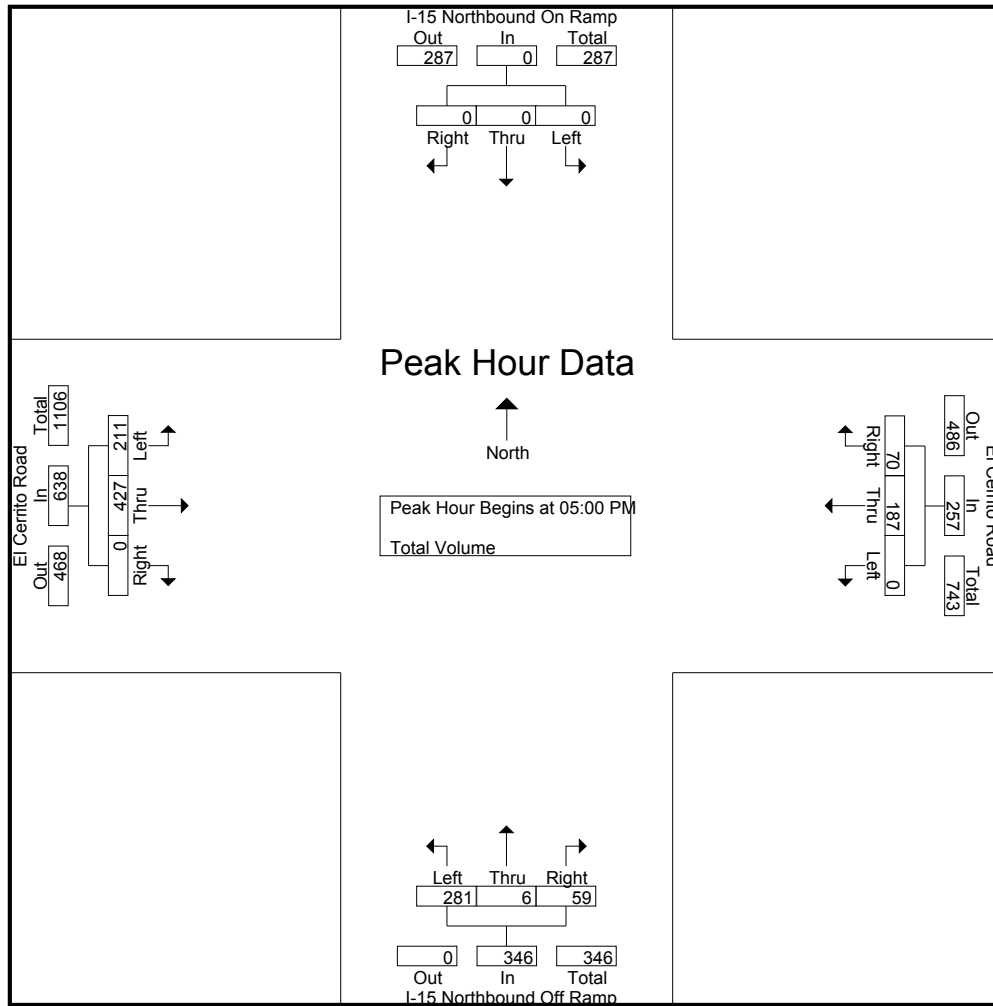 I-15 Northbound On Ramp
Out In Total
287 0 287
0 0 0
Right Thru Left
Peak Hour Data
North
Peak Hour Begins at 05:00 PM
Total Volume
El Cerrito Road
Out In Total
468 638 1106
0 427 211
Right Thru Left
El Cerrito Road
Out In Total
486 257 743
70 187 0
Right Thru Left
Left Thru Right
281 6 59
0 346 346
Out In Total
I-15 Northbound Off Ramp